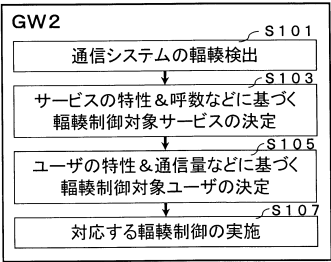 GW2
S101
通信システムの輻輳検出
S103
サービスの特性&呼数などに基づく
輻輳制御対象サービスの決定
S105
ユーザの特性&通信量などに基づく
輻輳制御対象ユーザの決定
S107
対応する輻輳制御の実施